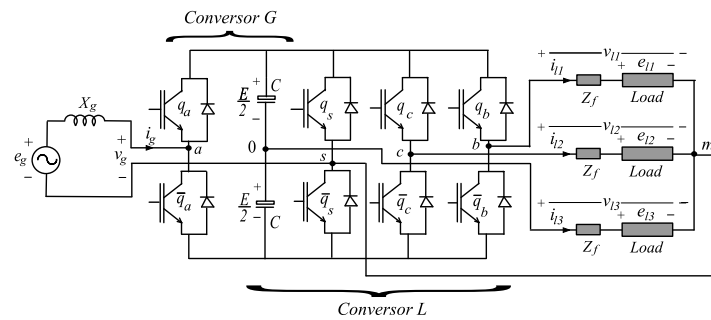 Conversor G
X_g
e_g
+
−
v_g
+
−
i_g
a
q_a
q̅_a
E/2
+
−
C
0
E/2
+
−
C
q_s
s
q̅_s
q_c
c
q̅_c
q_b
b
q̅_b
+ v_l1 −
i_l1
+ e_l1 −
Z_f
Load
+ v_l2 −
i_l2
+ e_l2 −
Z_f
Load
m
+ v_l3 −
i_l3
+ e_l3 −
Z_f
Load
Conversor L